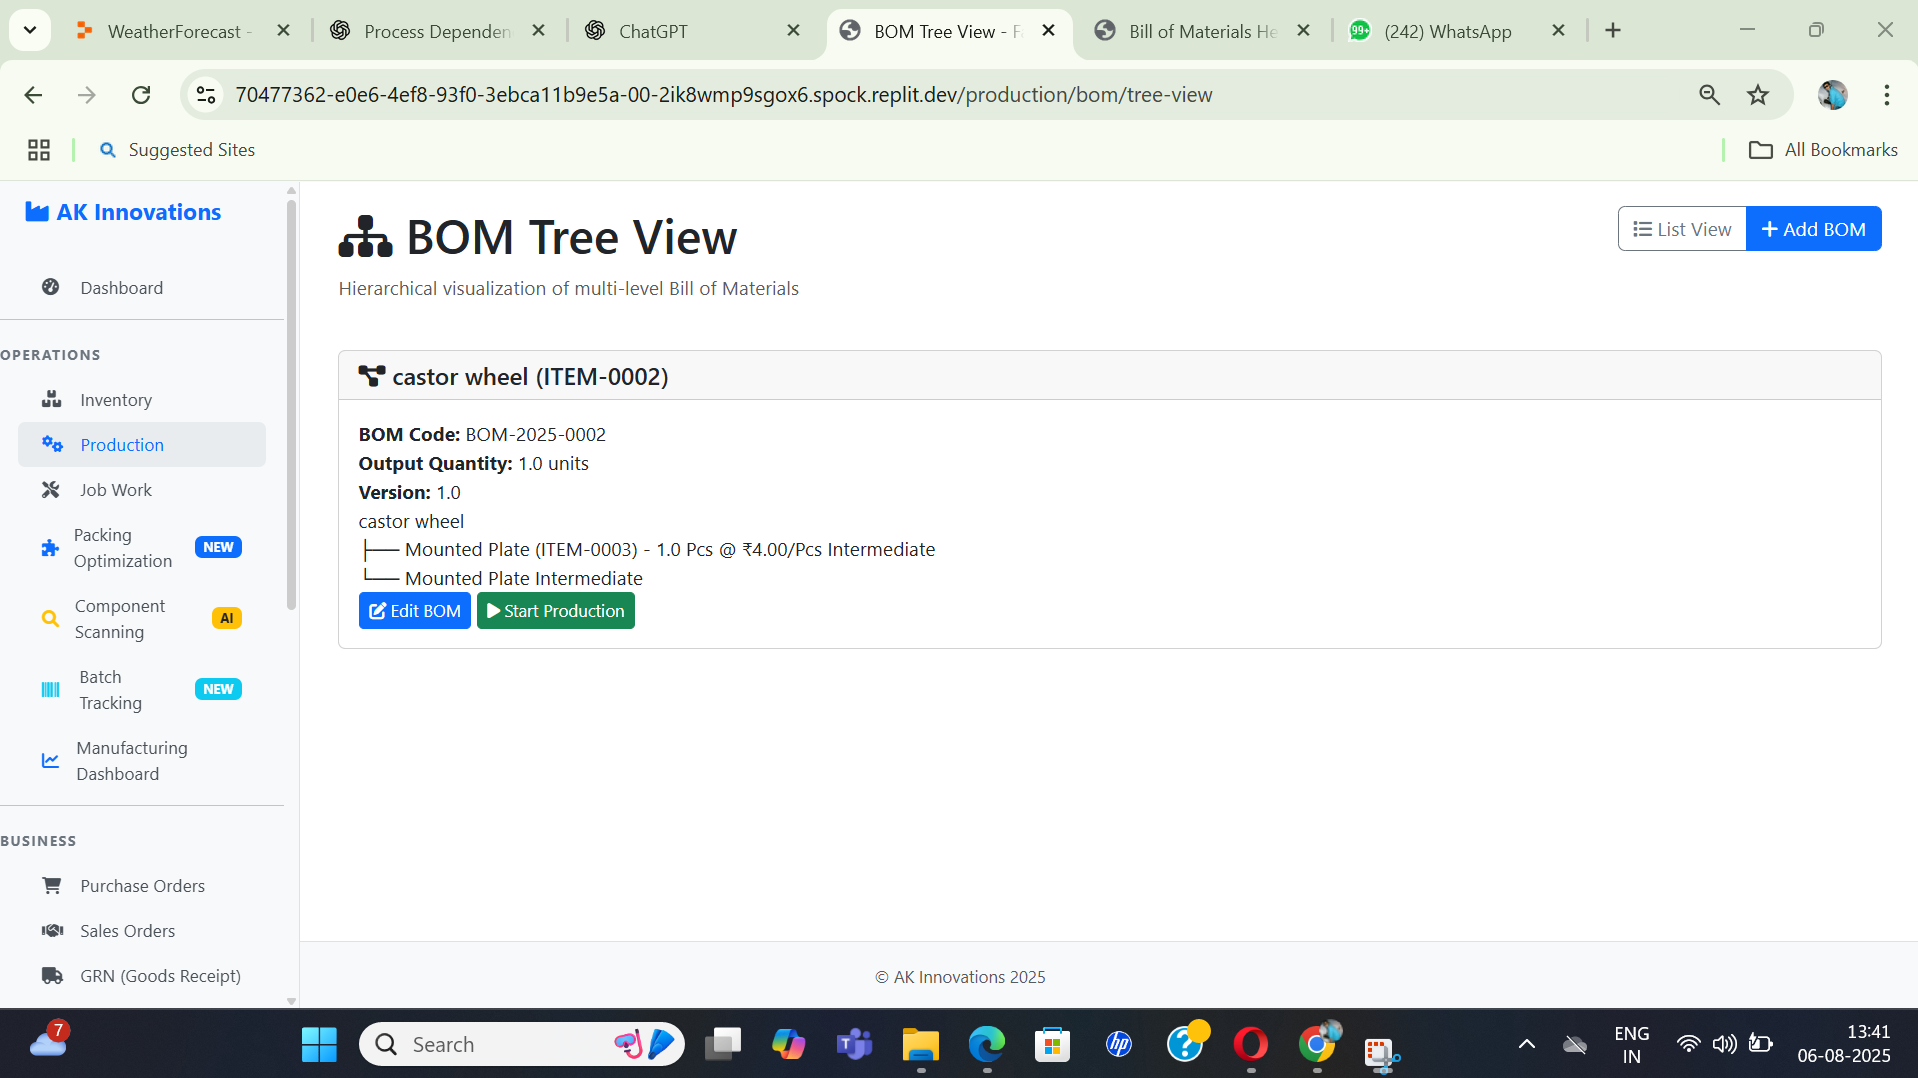 WeatherForecast -
Process Dependen
ChatGPT
BOM Tree View - F
Bill of Materials He
99+
(242) WhatsApp
70477362-e0e6-4ef8-93f0-3ebca11b9e5a-00-2ik8wmp9sgox6.spock.replit.dev/production/bom/tree-view
Suggested Sites
All Bookmarks
AK Innovations
Dashboard
OPERATIONS
Inventory
Production
Job Work
Packing
Optimization
NEW
Component
Scanning
AI
Batch
Tracking
NEW
Manufacturing
Dashboard
BUSINESS
Purchase Orders
Sales Orders
GRN (Goods Receipt)
BOM Tree View
Hierarchical visualization of multi-level Bill of Materials
List View
Add BOM
castor wheel (ITEM-0002)
BOM Code: BOM-2025-0002
Output Quantity: 1.0 units
Version: 1.0
castor wheel
├── Mounted Plate (ITEM-0003) - 1.0 Pcs @ ₹4.00/Pcs Intermediate
└── Mounted Plate Intermediate
Edit BOM
Start Production
© AK Innovations 2025
7
Search
T
hp
?
ENG
IN
13:41
06-08-2025